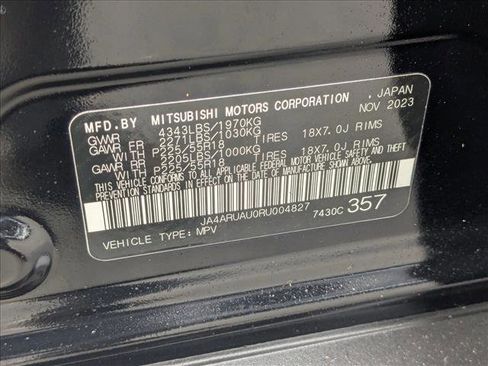 MFD.BY MITSUBISHI MOTORS CORPORATION , JAPAN
GVWR 4343LBS/1970KG NOV 2023
GAWR FR 2271LBS/1030KG
WITH P225/55R18 TIRES 18X7.0J RIMS
GAWR RR 2205LBS/1000KG
WITH P225/55R18 TIRES 18X7.0J RIMS
THIS VEHICLE CONFORMS TO ALL APPLICABLE FEDERAL MOTOR VEHICLE SAFETY AND THEFT PREVENTION STANDARDS IN EFFECT ON THE DATE OF MANUFACTURE SHOWN ABOVE.
JA4ARUAU0RU004827 7430C 357
VEHICLE TYPE: MPV